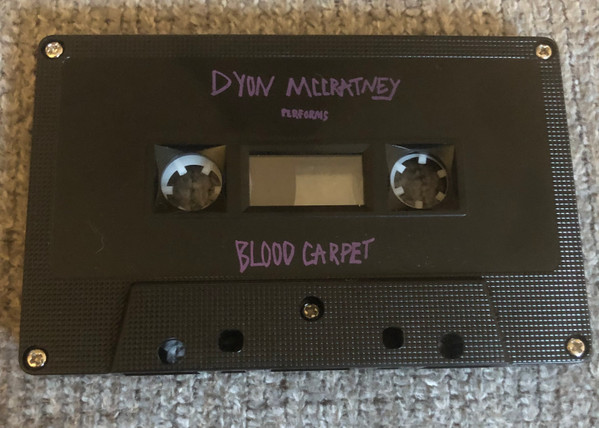 DYON MCCRATNEY
PERFORMS
BLOOD CARPET